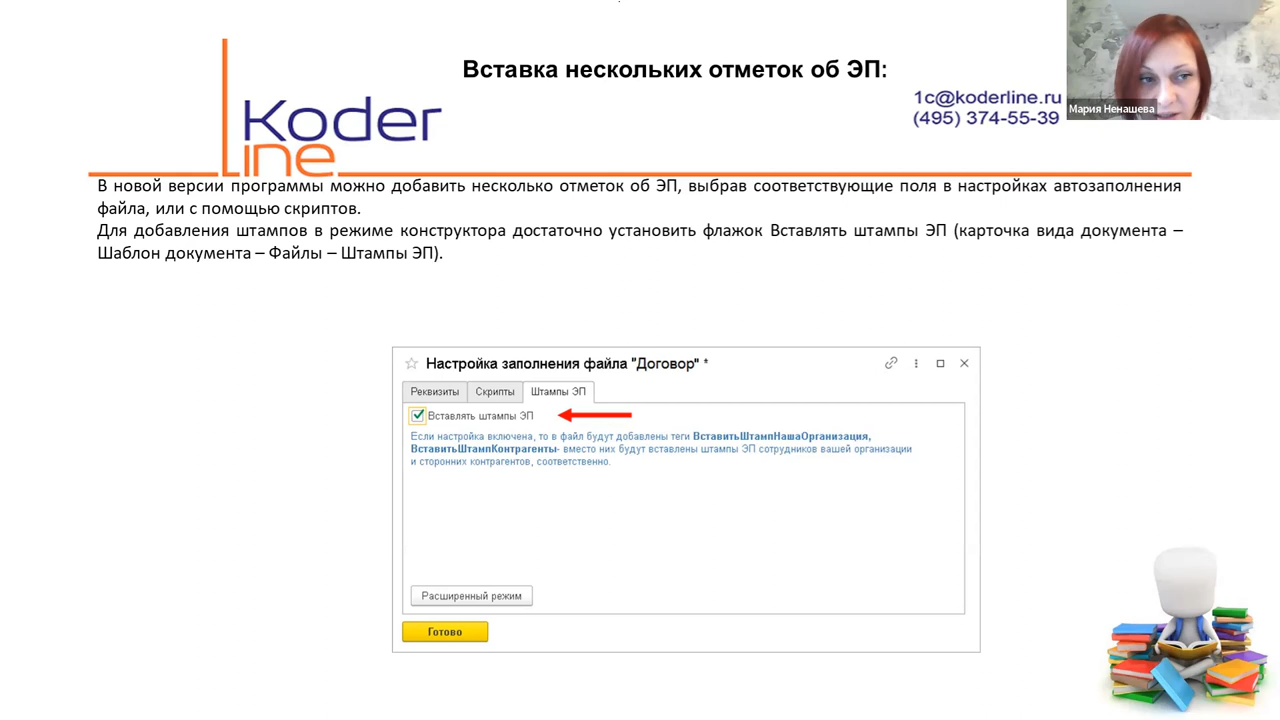 Вставка нескольких отметок об ЭП:
Koder
line
1c@koderline.ru
(495) 374-55-39
Мария Ненашева
В новой версии программы можно добавить несколько отметок об ЭП, выбрав соответствующие поля в настройках автозаполнения
файла, или с помощью скриптов.
Для добавления штампов в режиме конструктора достаточно установить флажок Вставлять штампы ЭП (карточка вида документа –
Шаблон документа – Файлы – Штампы ЭП).
Настройка заполнения файла "Договор" *
Реквизиты Скрипты Штампы ЭП
Вставлять штампы ЭП
Если настройка включена, то в файл будут добавлены теги ВставитьШтампНашаОрганизация,
ВставитьШтампКонтрагенты- вместо них будут вставлены штампы ЭП сотрудников вашей организации
и сторонних контрагентов, соответственно.
Расширенный режим
Готово